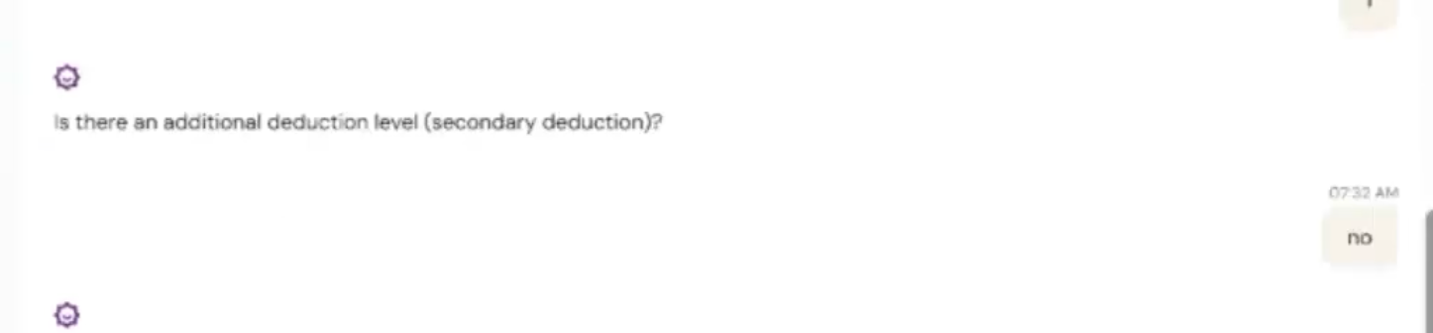 Is there an additional deduction level (secondary deduction)?
07:32 AM
no